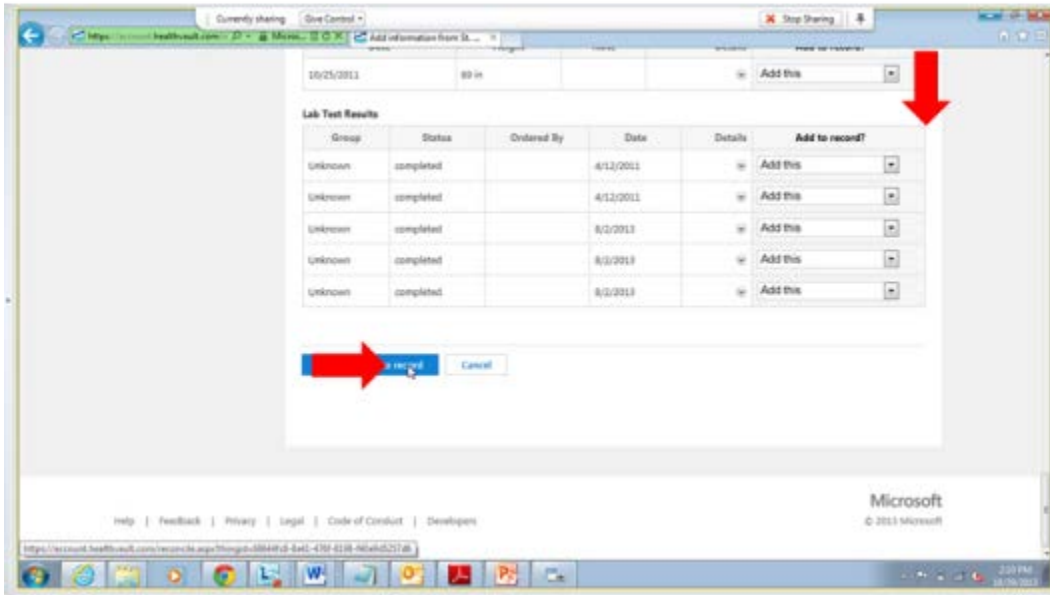 Currently sharing Give Control
Stop Sharing
Add information from St. ...
Add to record?
10/25/2011 69 in Add this
Lab Test Results
Group Status Ordered By Date Details Add to record?
Unknown completed 4/12/2011 Add this
Unknown completed 4/12/2011 Add this
Unknown completed 8/2/2013 Add this
Unknown completed 8/2/2013 Add this
Unknown completed 8/2/2013 Add this
record Cancel
Microsoft
Help | Feedback | Privacy | Legal | Code of Conduct | Developers © 2013 Microsoft
2:10 PM